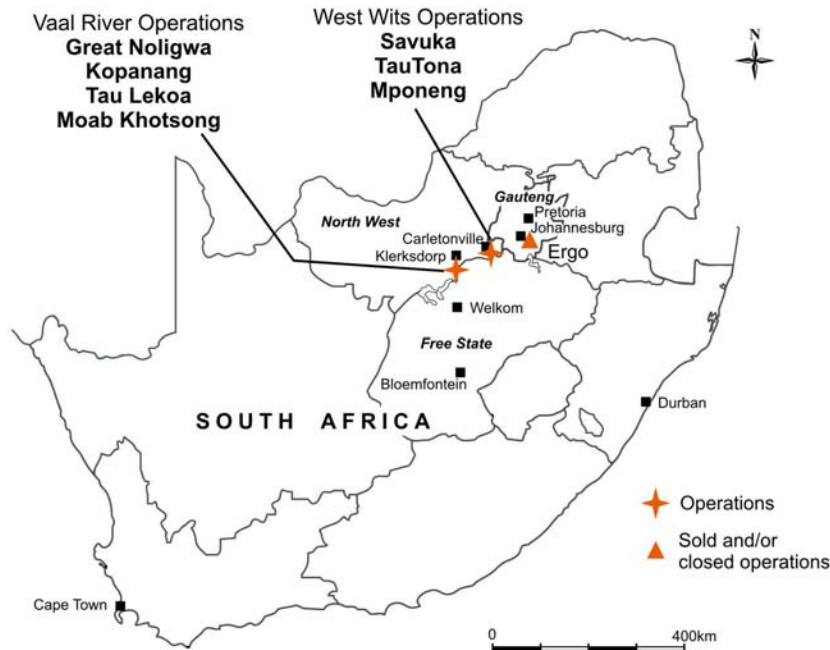 Vaal River Operations
Great Noligwa
Kopanang
Tau Lekoa
Moab Khotsong
West Wits Operations
Savuka
TauTona
Mponeng
N
Gauteng
Pretoria
Johannesburg
North West
Carletonville
Klerksdorp
Ergo
Welkom
Free State
Bloemfontein
Durban
SOUTH AFRICA
Operations
Sold and/or
closed operations
Cape Town
0 400km